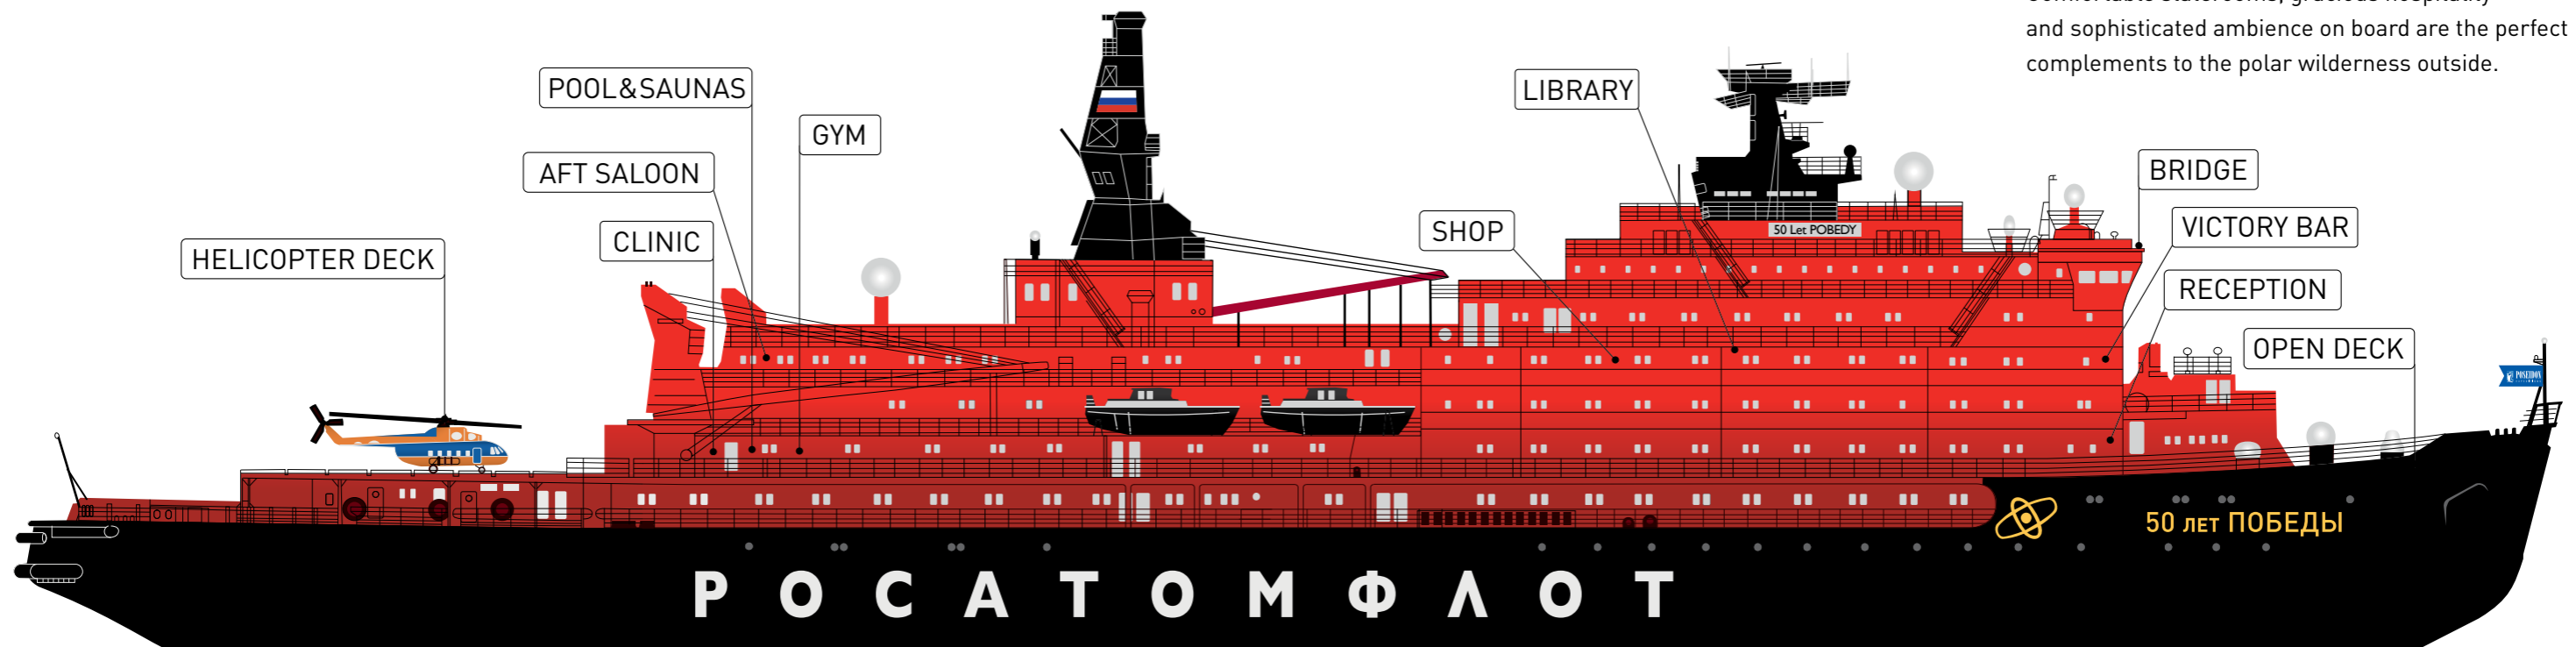 and sophisticated ambience on board are the perfect
complements to the polar wilderness outside.
POOL&SAUNAS
LIBRARY
GYM
AFT SALOON
BRIDGE
CLINIC
SHOP
VICTORY BAR
50 Let POBEDY
HELICOPTER DECK
RECEPTION
OPEN DECK
POSEIDON
50 лет ПОБЕДЫ
РОСАТОМФЛОТ